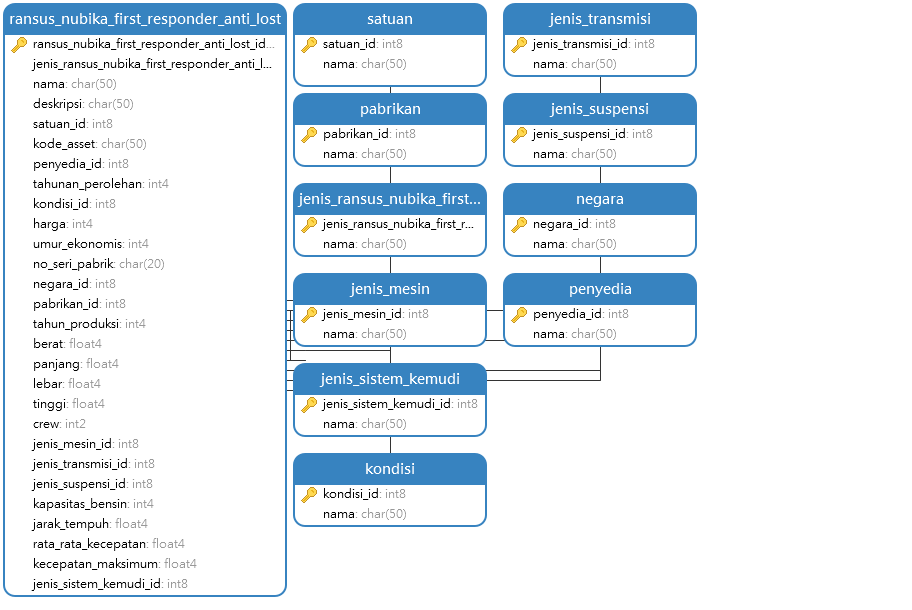 ransus_nubika_first_responder_anti_lost
ransus_nubika_first_responder_anti_lost_id...
jenis_ransus_nubika_first_responder_anti_l...
nama: char(50)
deskripsi: char(50)
satuan_id: int8
kode_asset: char(50)
penyedia_id: int8
tahunan_perolehan: int4
kondisi_id: int8
harga: int4
umur_ekonomis: int4
no_seri_pabrik: char(20)
negara_id: int8
pabrikan_id: int8
tahun_produksi: int4
berat: float4
panjang: float4
lebar: float4
tinggi: float4
crew: int2
jenis_mesin_id: int8
jenis_transmisi_id: int8
jenis_suspensi_id: int8
kapasitas_bensin: int4
jarak_tempuh: float4
rata_rata_kecepatan: float4
kecepatan_maksimum: float4
jenis_sistem_kemudi_id: int8
satuan
satuan_id: int8
nama: char(50)
pabrikan
pabrikan_id: int8
nama: char(50)
jenis_ransus_nubika_first...
jenis_ransus_nubika_first_r...
nama: char(50)
jenis_mesin
jenis_mesin_id: int8
nama: char(50)
jenis_sistem_kemudi
jenis_sistem_kemudi_id: int8
nama: char(50)
kondisi
kondisi_id: int8
nama: char(50)
jenis_transmisi
jenis_transmisi_id: int8
nama: char(50)
jenis_suspensi
jenis_suspensi_id: int8
nama: char(50)
negara
negara_id: int8
nama: char(50)
penyedia
penyedia_id: int8
nama: char(50)